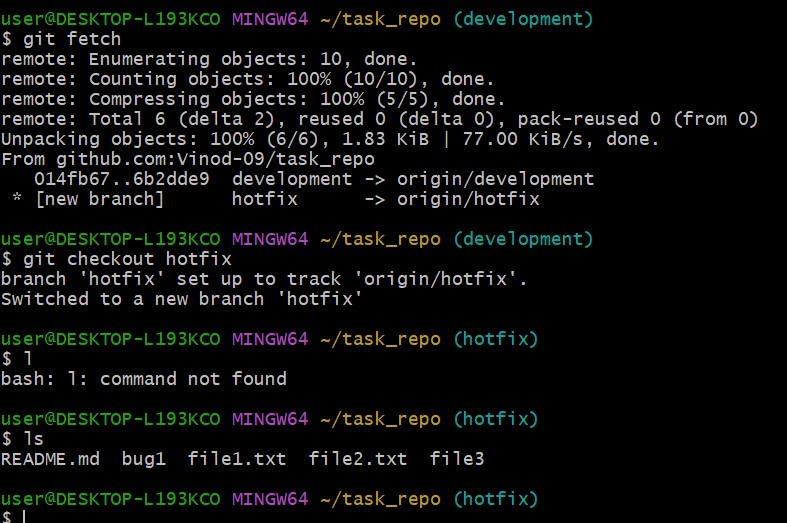 user@DESKTOP-L193KCO MINGW64 ~/task_repo (development)
$ git fetch
remote: Enumerating objects: 10, done.
remote: Counting objects: 100% (10/10), done.
remote: Compressing objects: 100% (5/5), done.
remote: Total 6 (delta 2), reused 0 (delta 0), pack-reused 0 (from 0)
Unpacking objects: 100% (6/6), 1.83 KiB | 77.00 KiB/s, done.
From github.com:Vinod-09/task_repo
   014fb67..6b2dde9  development -> origin/development
 * [new branch]      hotfix      -> origin/hotfix
user@DESKTOP-L193KCO MINGW64 ~/task_repo (development)
$ git checkout hotfix
branch 'hotfix' set up to track 'origin/hotfix'.
Switched to a new branch 'hotfix'
user@DESKTOP-L193KCO MINGW64 ~/task_repo (hotfix)
$ l
bash: l: command not found
user@DESKTOP-L193KCO MINGW64 ~/task_repo (hotfix)
$ ls
README.md  bug1  file1.txt  file2.txt  file3
user@DESKTOP-L193KCO MINGW64 ~/task_repo (hotfix)
$